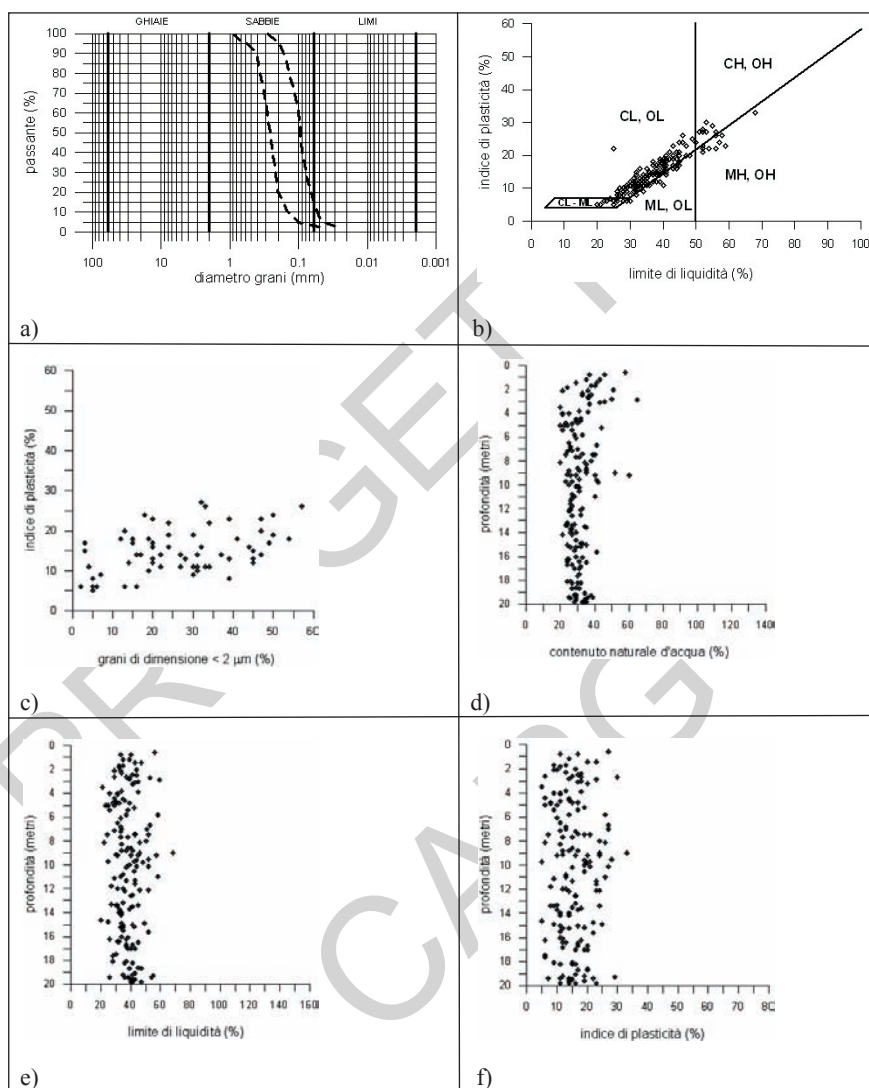 GHIAIE SABBIE LIMI
passante (%)
100
90
80
70
60
50
40
30
20
10
0
100 10 1 0.1 0.01 0.001
diametro grani (mm)
a)
indice di plasticità (%)
60
50
40
30
20
10
0
CH, OH
CL, OL
MH, OH
CL - ML
ML, OL
0 10 20 30 40 50 60 70 80 90 100
limite di liquidità (%)
b)
indice di plasticità (%)
60
50
40
30
20
10
0
0 10 20 30 40 50 60
grani di dimensione < 2 µm (%)
c)
profondità (metri)
0
2
4
6
8
10
12
14
16
18
20
0 20 40 60 80 100 120 140
contenuto naturale d'acqua (%)
d)
profondità (metri)
0
2
4
6
8
10
12
14
16
18
20
0 20 40 60 80 100 120 140 160
limite di liquidità (%)
e)
profondità (metri)
0
2
4
6
8
10
12
14
16
18
20
0 10 20 30 40 50 60 70 80
indice di plasticità (%)
f)